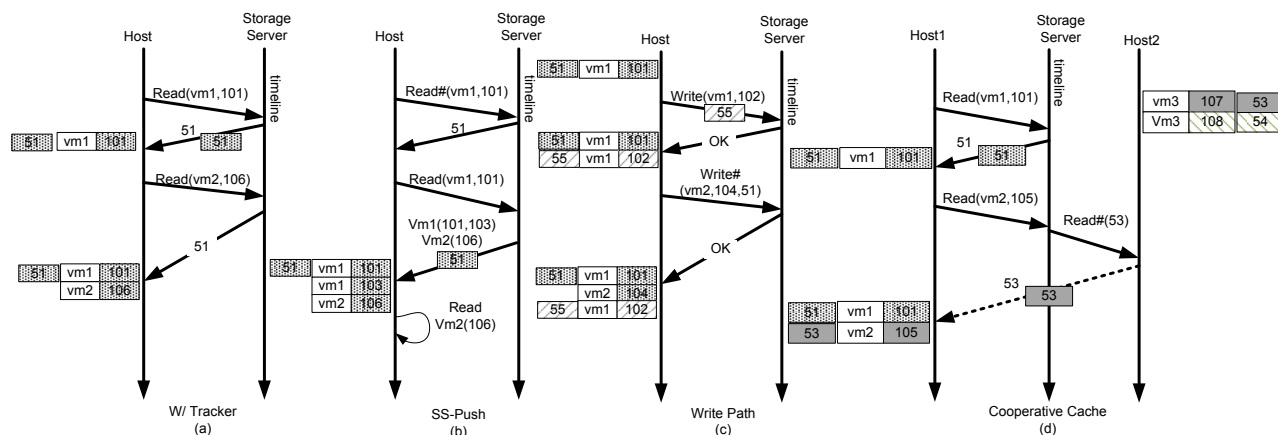 Host
Storage
Server
timeline
Read(vm1,101)
51
51
51 vm1 101
Read(vm2,106)
51
51 vm1 101
vm2 106
W/ Tracker
(a)
Host
Storage
Server
timeline
Read#(vm1,101)
51
Read(vm1,101)
Vm1(101,103)
Vm2(106)
51
51 vm1 101
vm1 103
vm2 106
Read
Vm2(106)
SS-Push
(b)
Host
Storage
Server
timeline
51 vm1 101
Write(vm1,102)
55
OK
51 vm1 101
55 vm1 102
Write#
(vm2,104,51)
OK
51 vm1 101
vm2 104
55 vm1 102
Write Path
(c)
Host1
Storage
Server
Host2
timeline
vm3 107 53
Vm3 108 54
Read(vm1,101)
51
51
51 vm1 101
Read(vm2,105)
Read#(53)
53
53
51 vm1 101
53 vm2 105
Cooperative Cache
(d)